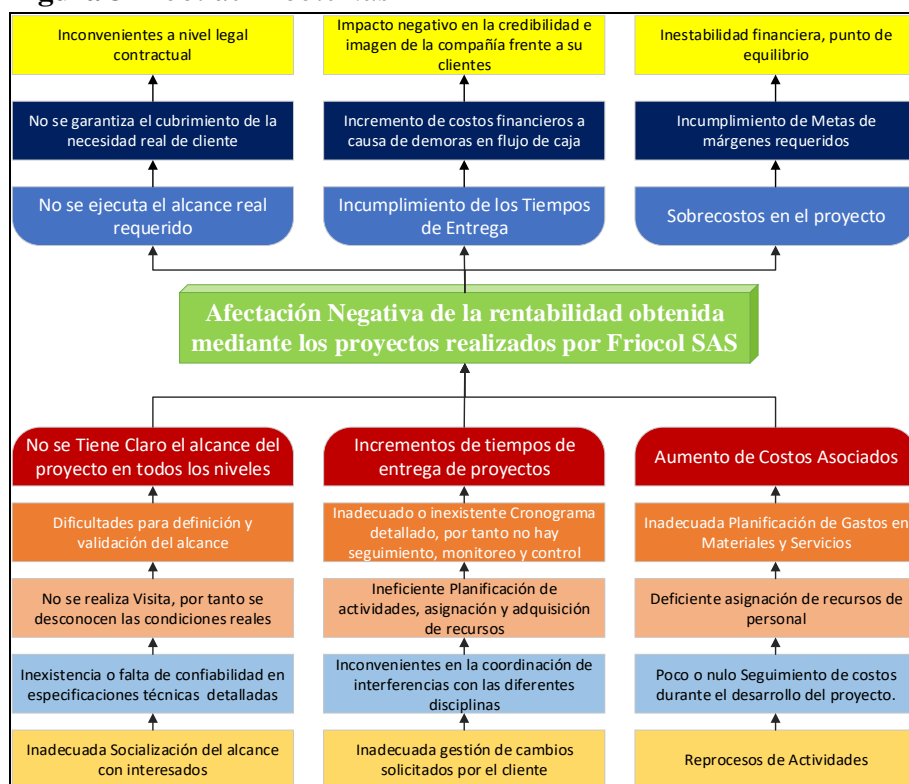 Inconvenientes a nivel legal
contractual
Impacto negativo en la credibilidad e
imagen de la compañía frente a su
clientes
Inestabilidad financiera, punto de
equilibrio
No se garantiza el cubrimiento de la
necesidad real de cliente
Incremento de costos financieros a
causa de demoras en flujo de caja
Incumplimiento de Metas de
márgenes requeridos
No se ejecuta el alcance real
requerido
Incumplimiento de los Tiempos
de Entrega
Sobrecostos en el proyecto
Afectación Negativa de la rentabilidad obtenida
mediante los proyectos realizados por Friocol SAS
No se Tiene Claro el alcance del
proyecto en todos los niveles
Incrementos de tiempos de
entrega de proyectos
Aumento de Costos Asociados
Dificultades para definición y
validación del alcance
Inadecuado o inexistente Cronograma
detallado, por tanto no hay
seguimiento, monitoreo y control
Inadecuada Planificación de Gastos en
Materiales y Servicios
No se realiza Visita, por tanto se
desconocen las condiciones reales
Ineficiente Planificación de
actividades, asignación y adquisición
de recursos
Deficiente asignación de recursos de
personal
Inexistencia o falta de confiabilidad en
especificaciones técnicas detalladas
Inconvenientes en la coordinación de
interferencias con las diferentes
disciplinas
Poco o nulo Seguimiento de costos
durante el desarrollo del proyecto.
Inadecuada Socialización del alcance
con interesados
Inadecuada gestión de cambios
solicitados por el cliente
Reprocesos de Actividades